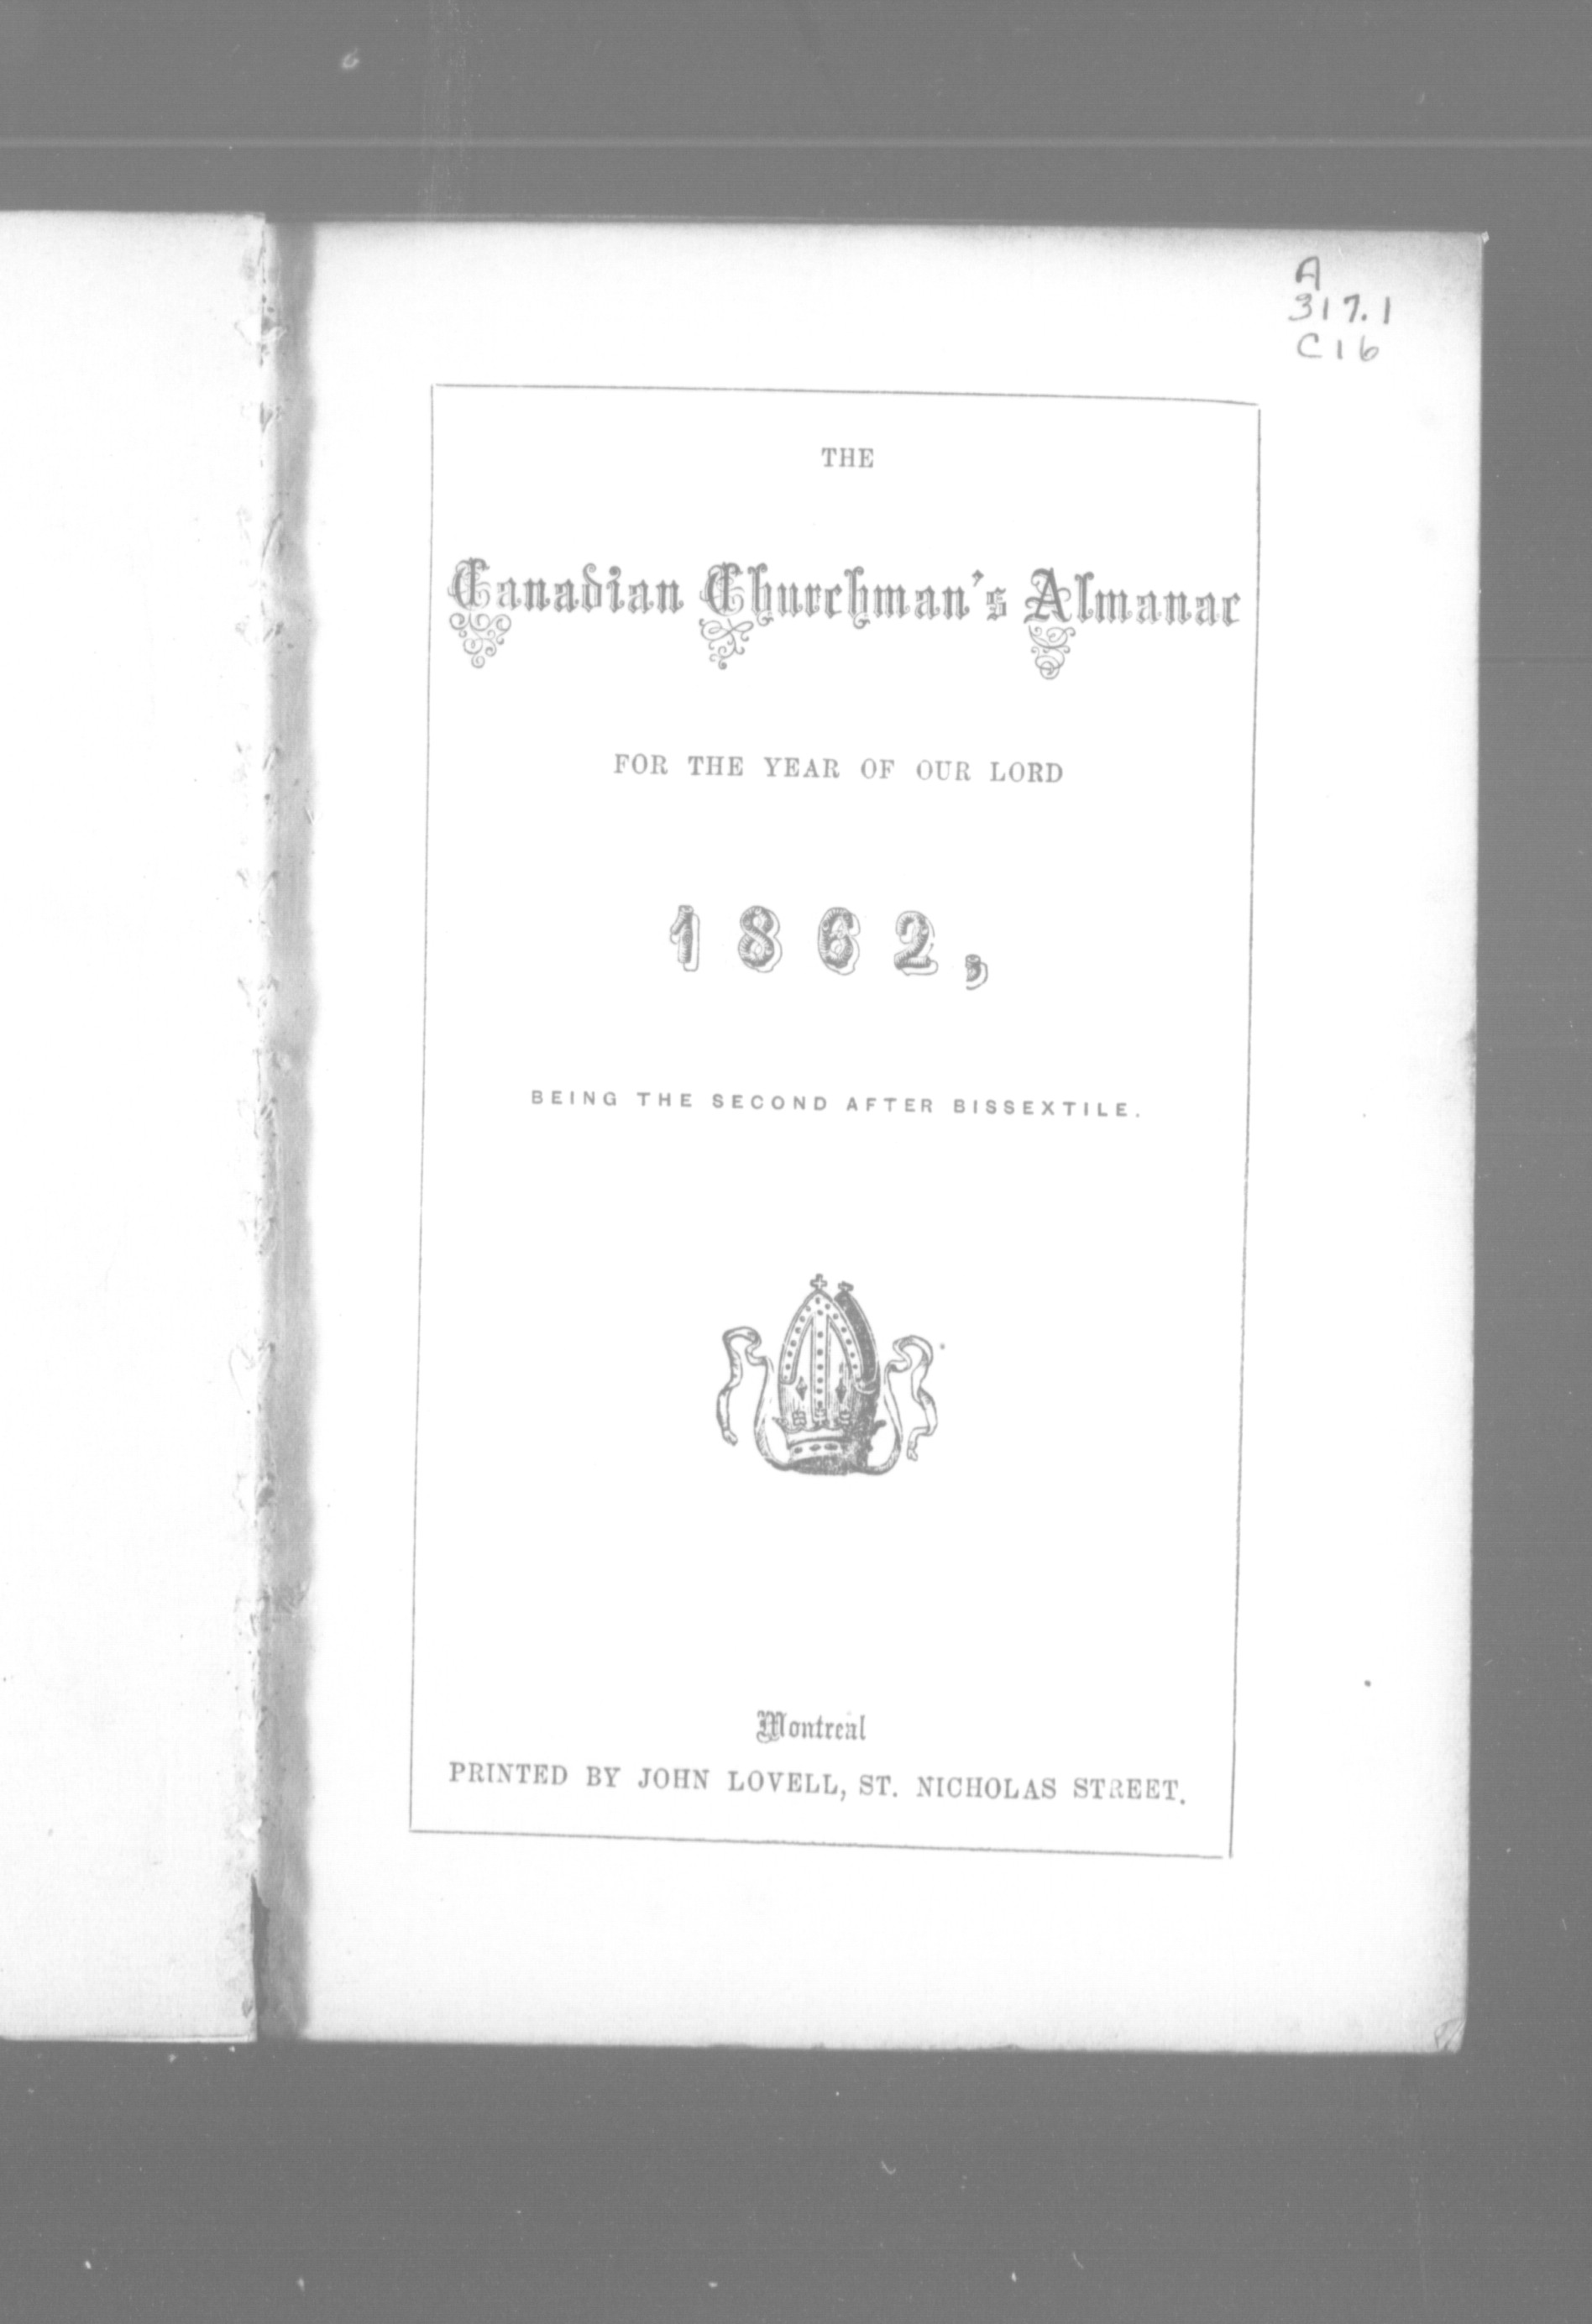 A
317.1
C16
THE
Canadian Churchman's Almanac
FOR THE YEAR OF OUR LORD
1862,
BEING THE SECOND AFTER BISSEXTILE.
Montreal
PRINTED BY JOHN LOVELL, ST. NICHOLAS STREET.